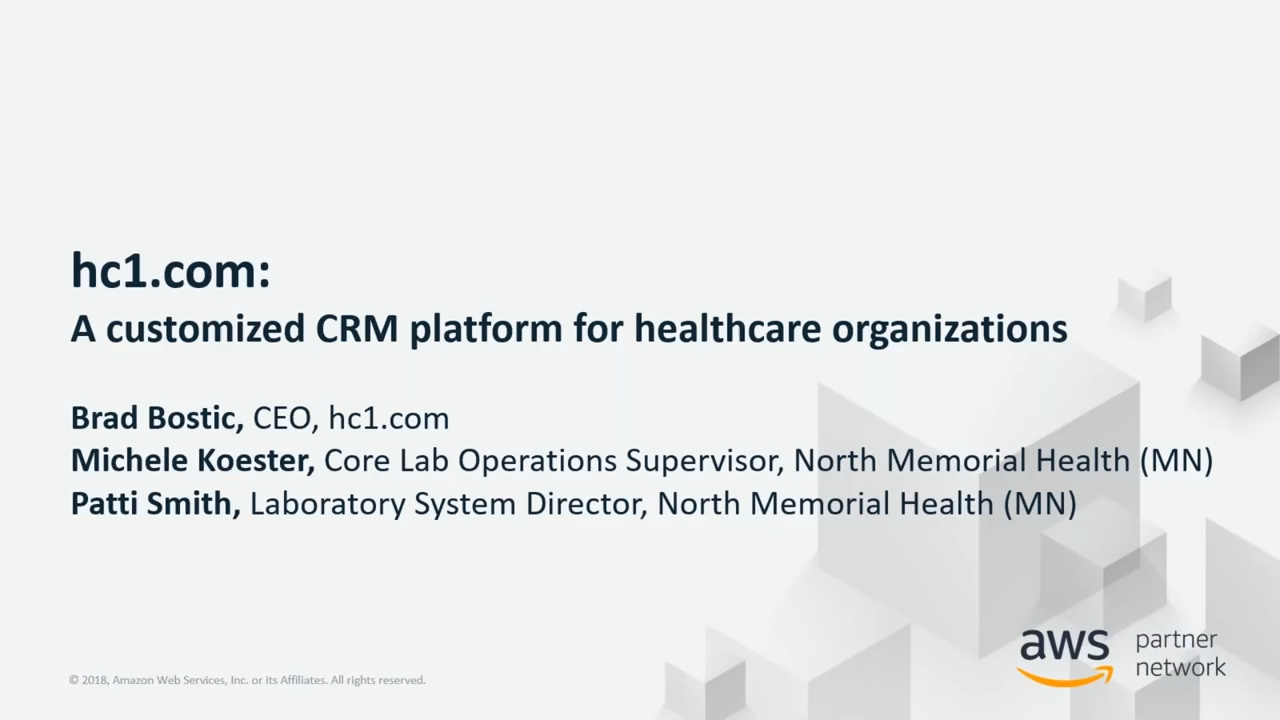 hc1.com:
A customized CRM platform for healthcare organizations
Brad Bostic, CEO, hc1.com
Michele Koester, Core Lab Operations Supervisor, North Memorial Health (MN)
Patti Smith, Laboratory System Director, North Memorial Health (MN)
© 2018, Amazon Web Services, Inc. or its Affiliates. All rights reserved.
aws partner
network